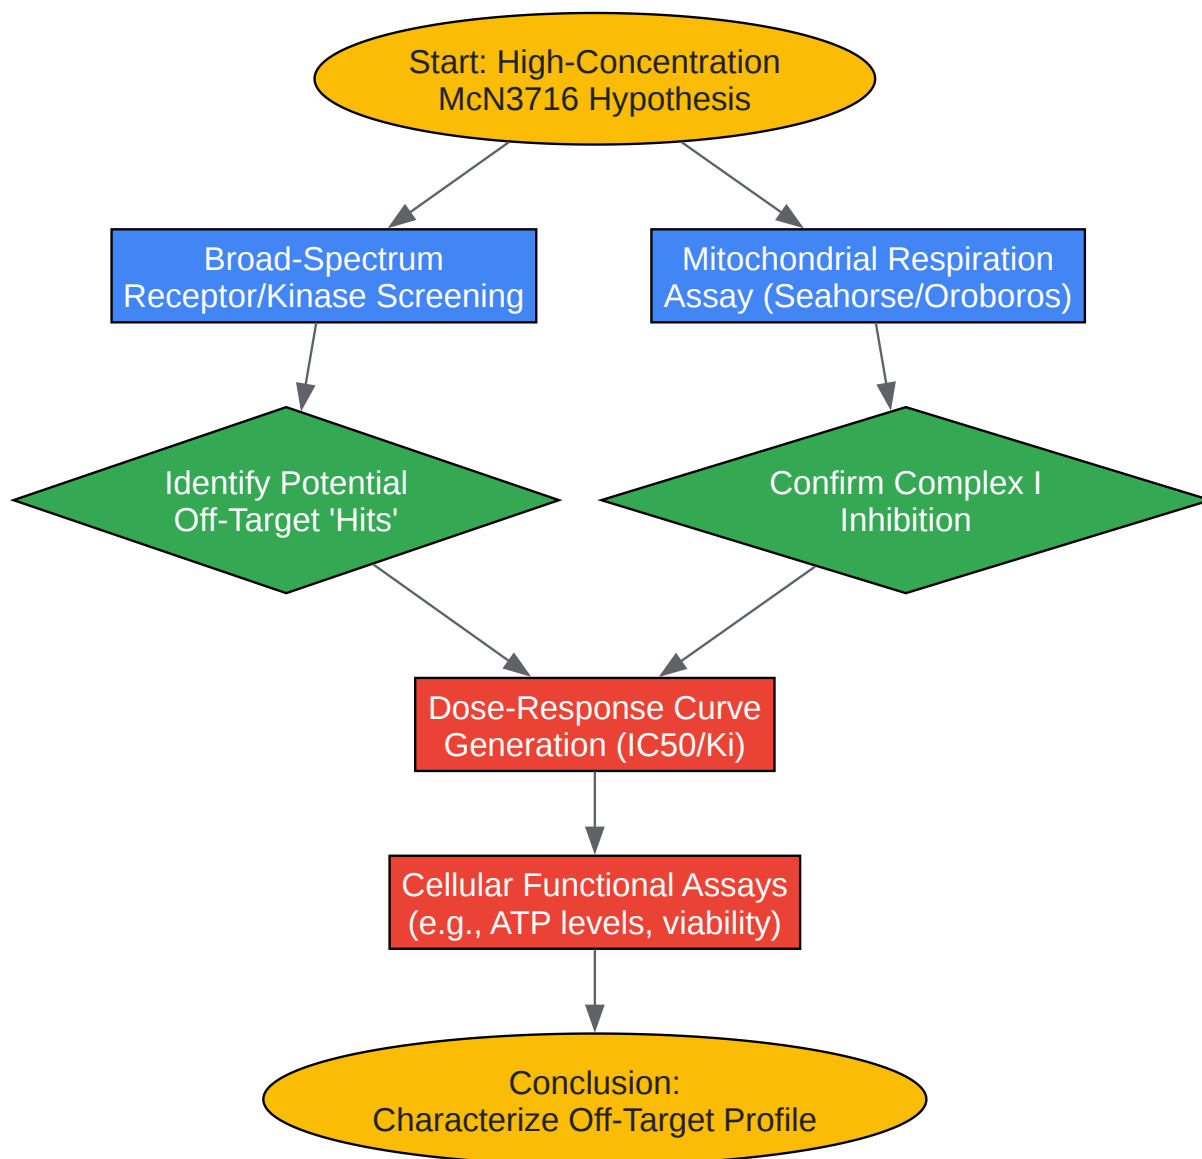 Start: High-Concentration
McN3716 Hypothesis
Broad-Spectrum
Receptor/Kinase Screening
Mitochondrial Respiration
Assay (Seahorse/Oroboros)
Identify Potential
Off-Target 'Hits'
Confirm Complex I
Inhibition
Dose-Response Curve
Generation (IC50/Ki)
Cellular Functional Assays
(e.g., ATP levels, viability)
Conclusion:
Characterize Off-Target Profile